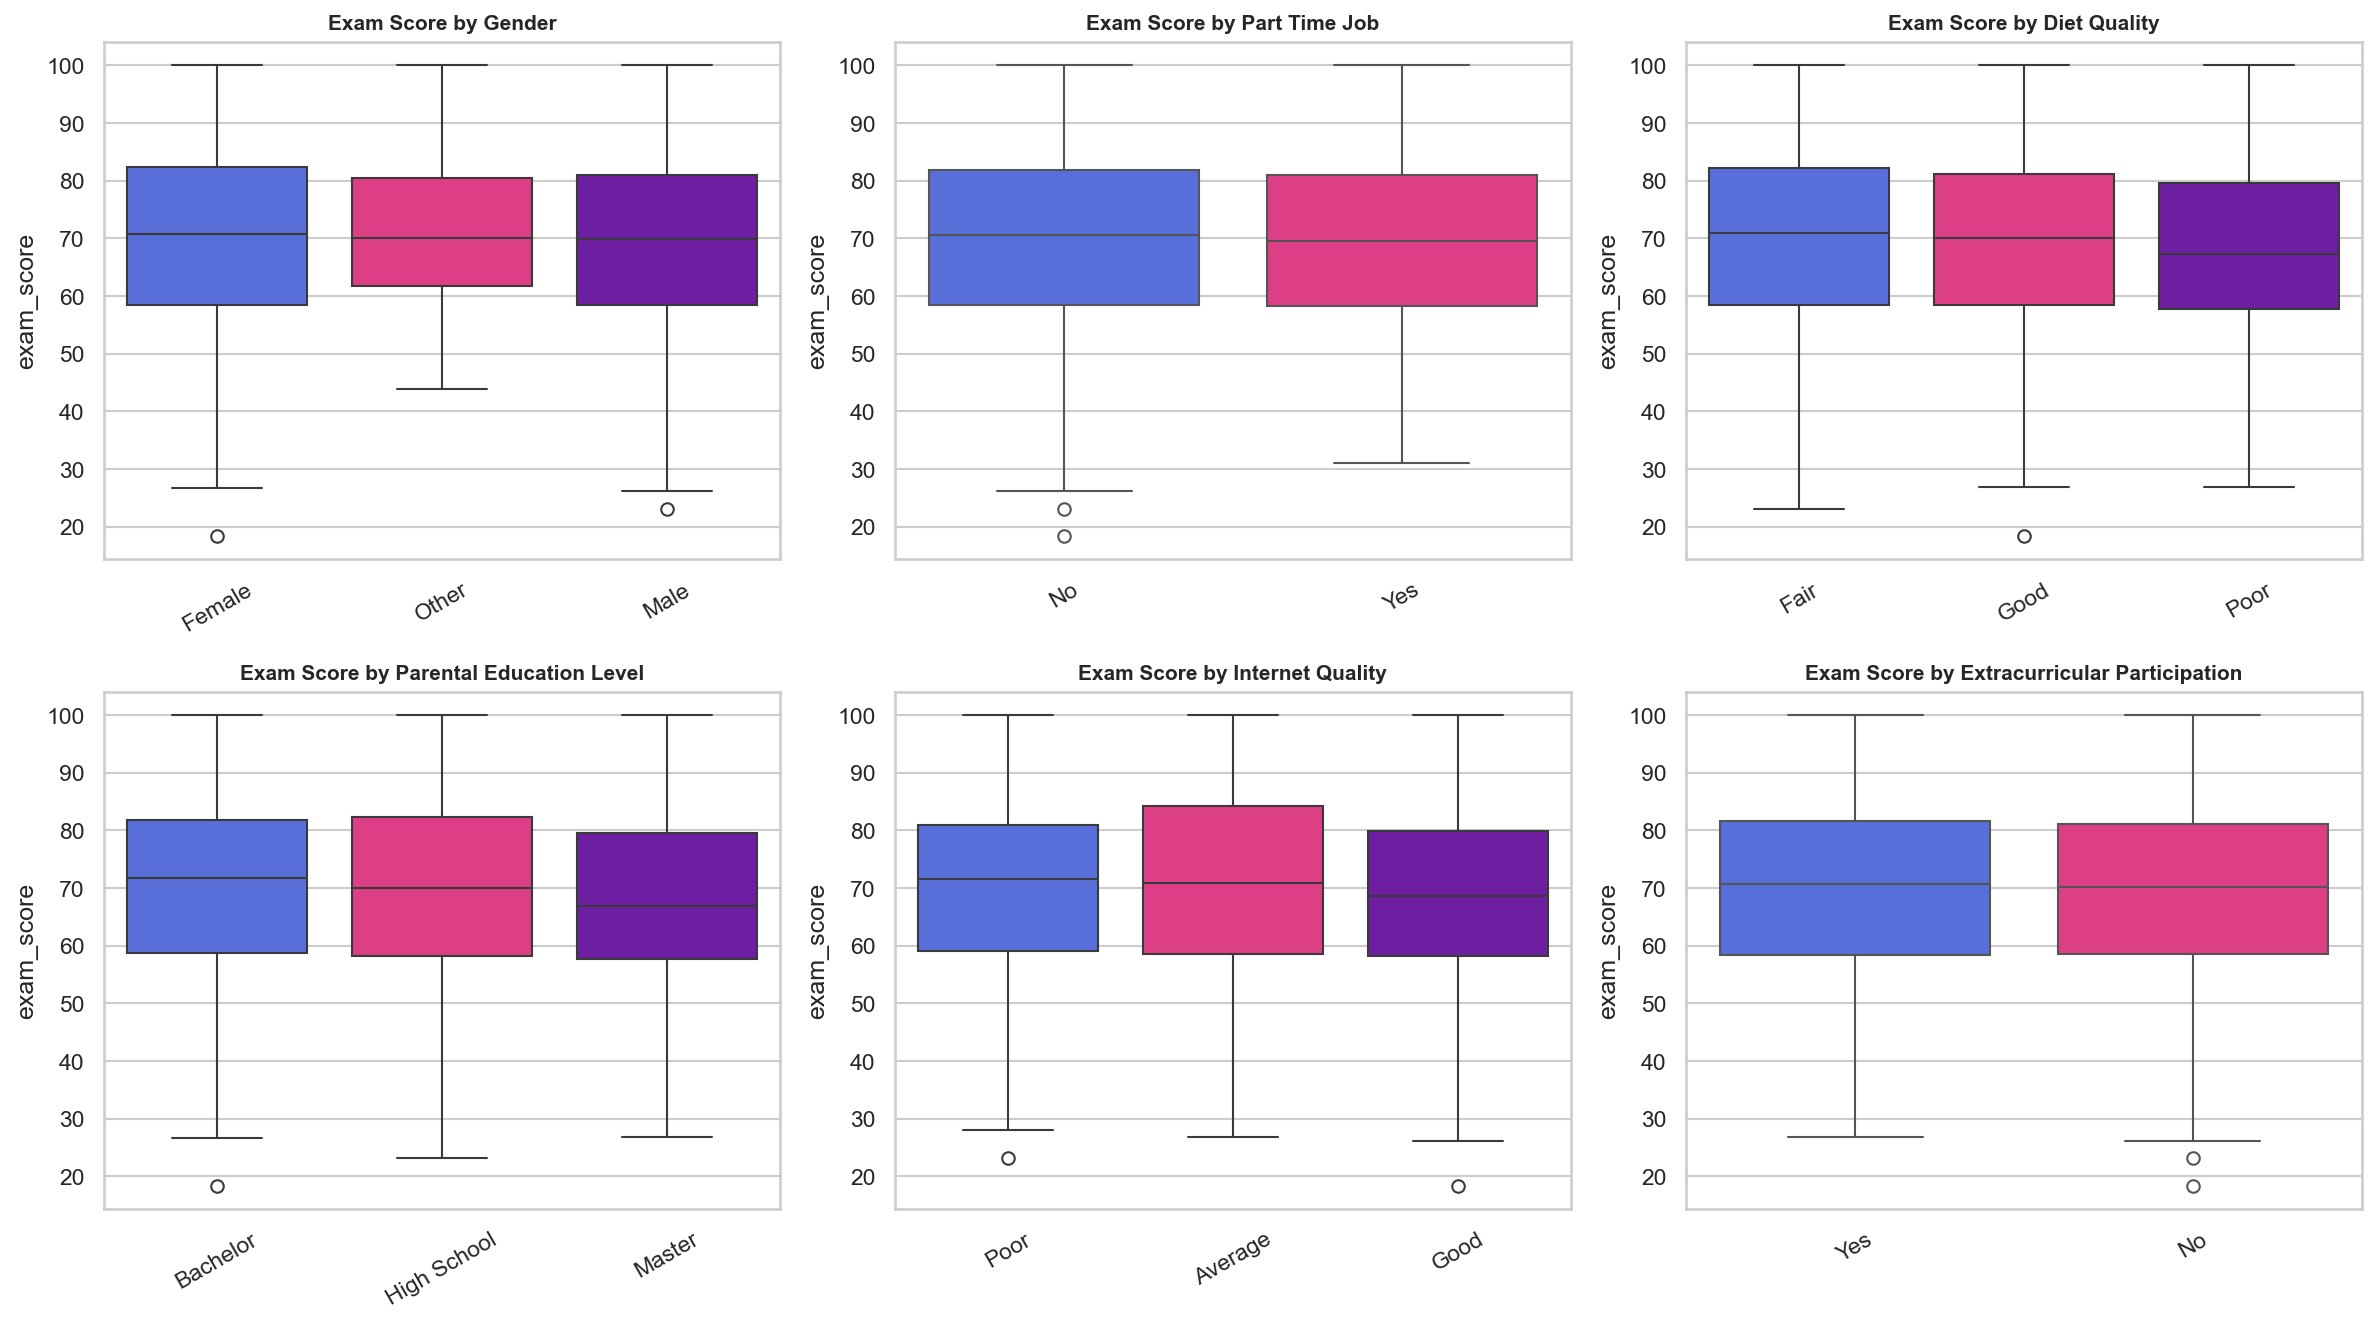 Exam Score by Gender
exam_score
100
90
80
70
60
50
40
30
20
Female
Other
Male
Exam Score by Part Time Job
exam_score
100
90
80
70
60
50
40
30
20
No
Yes
Exam Score by Diet Quality
exam_score
100
90
80
70
60
50
40
30
20
Fair
Good
Poor
Exam Score by Parental Education Level
exam_score
100
90
80
70
60
50
40
30
20
Bachelor
High School
Master
Exam Score by Internet Quality
exam_score
100
90
80
70
60
50
40
30
20
Poor
Average
Good
Exam Score by Extracurricular Participation
exam_score
100
90
80
70
60
50
40
30
20
Yes
No